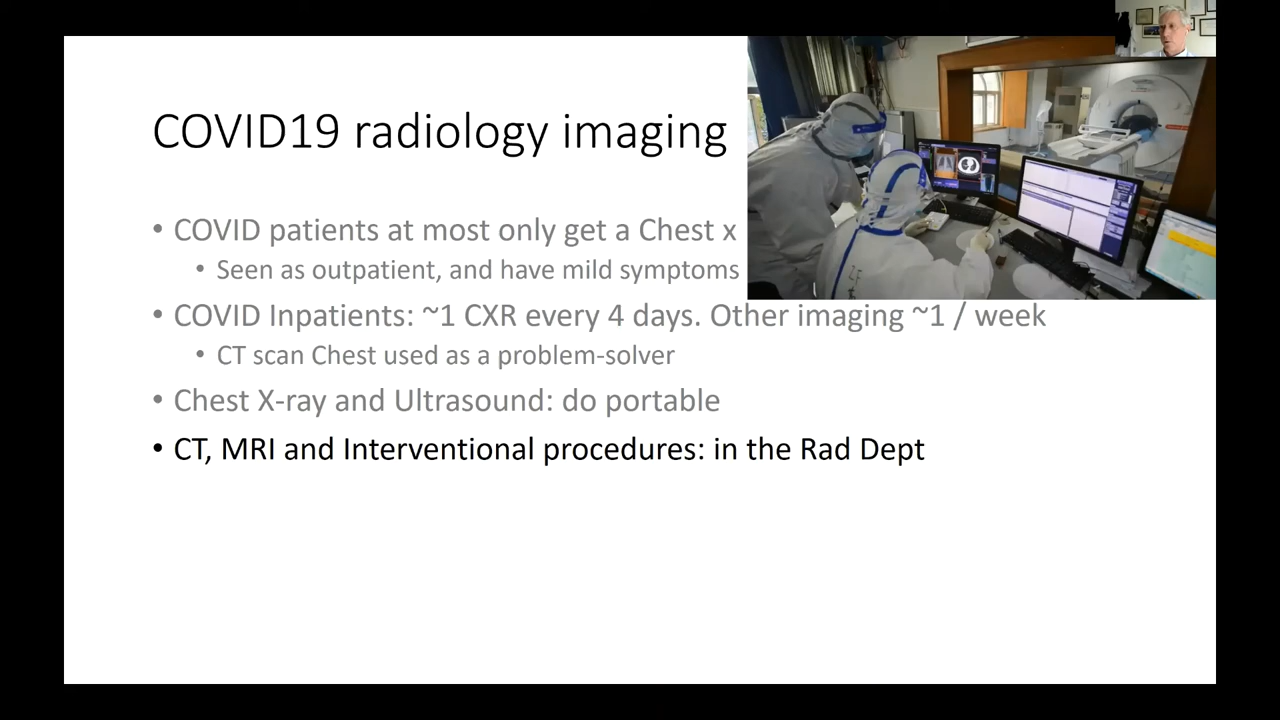 COVID19 radiology imaging
• COVID patients at most only get a Chest x
• Seen as outpatient, and have mild symptoms
• COVID Inpatients: ~1 CXR every 4 days. Other imaging ~1 / week
• CT scan Chest used as a problem-solver
• Chest X-ray and Ultrasound: do portable
• CT, MRI and Interventional procedures: in the Rad Dept